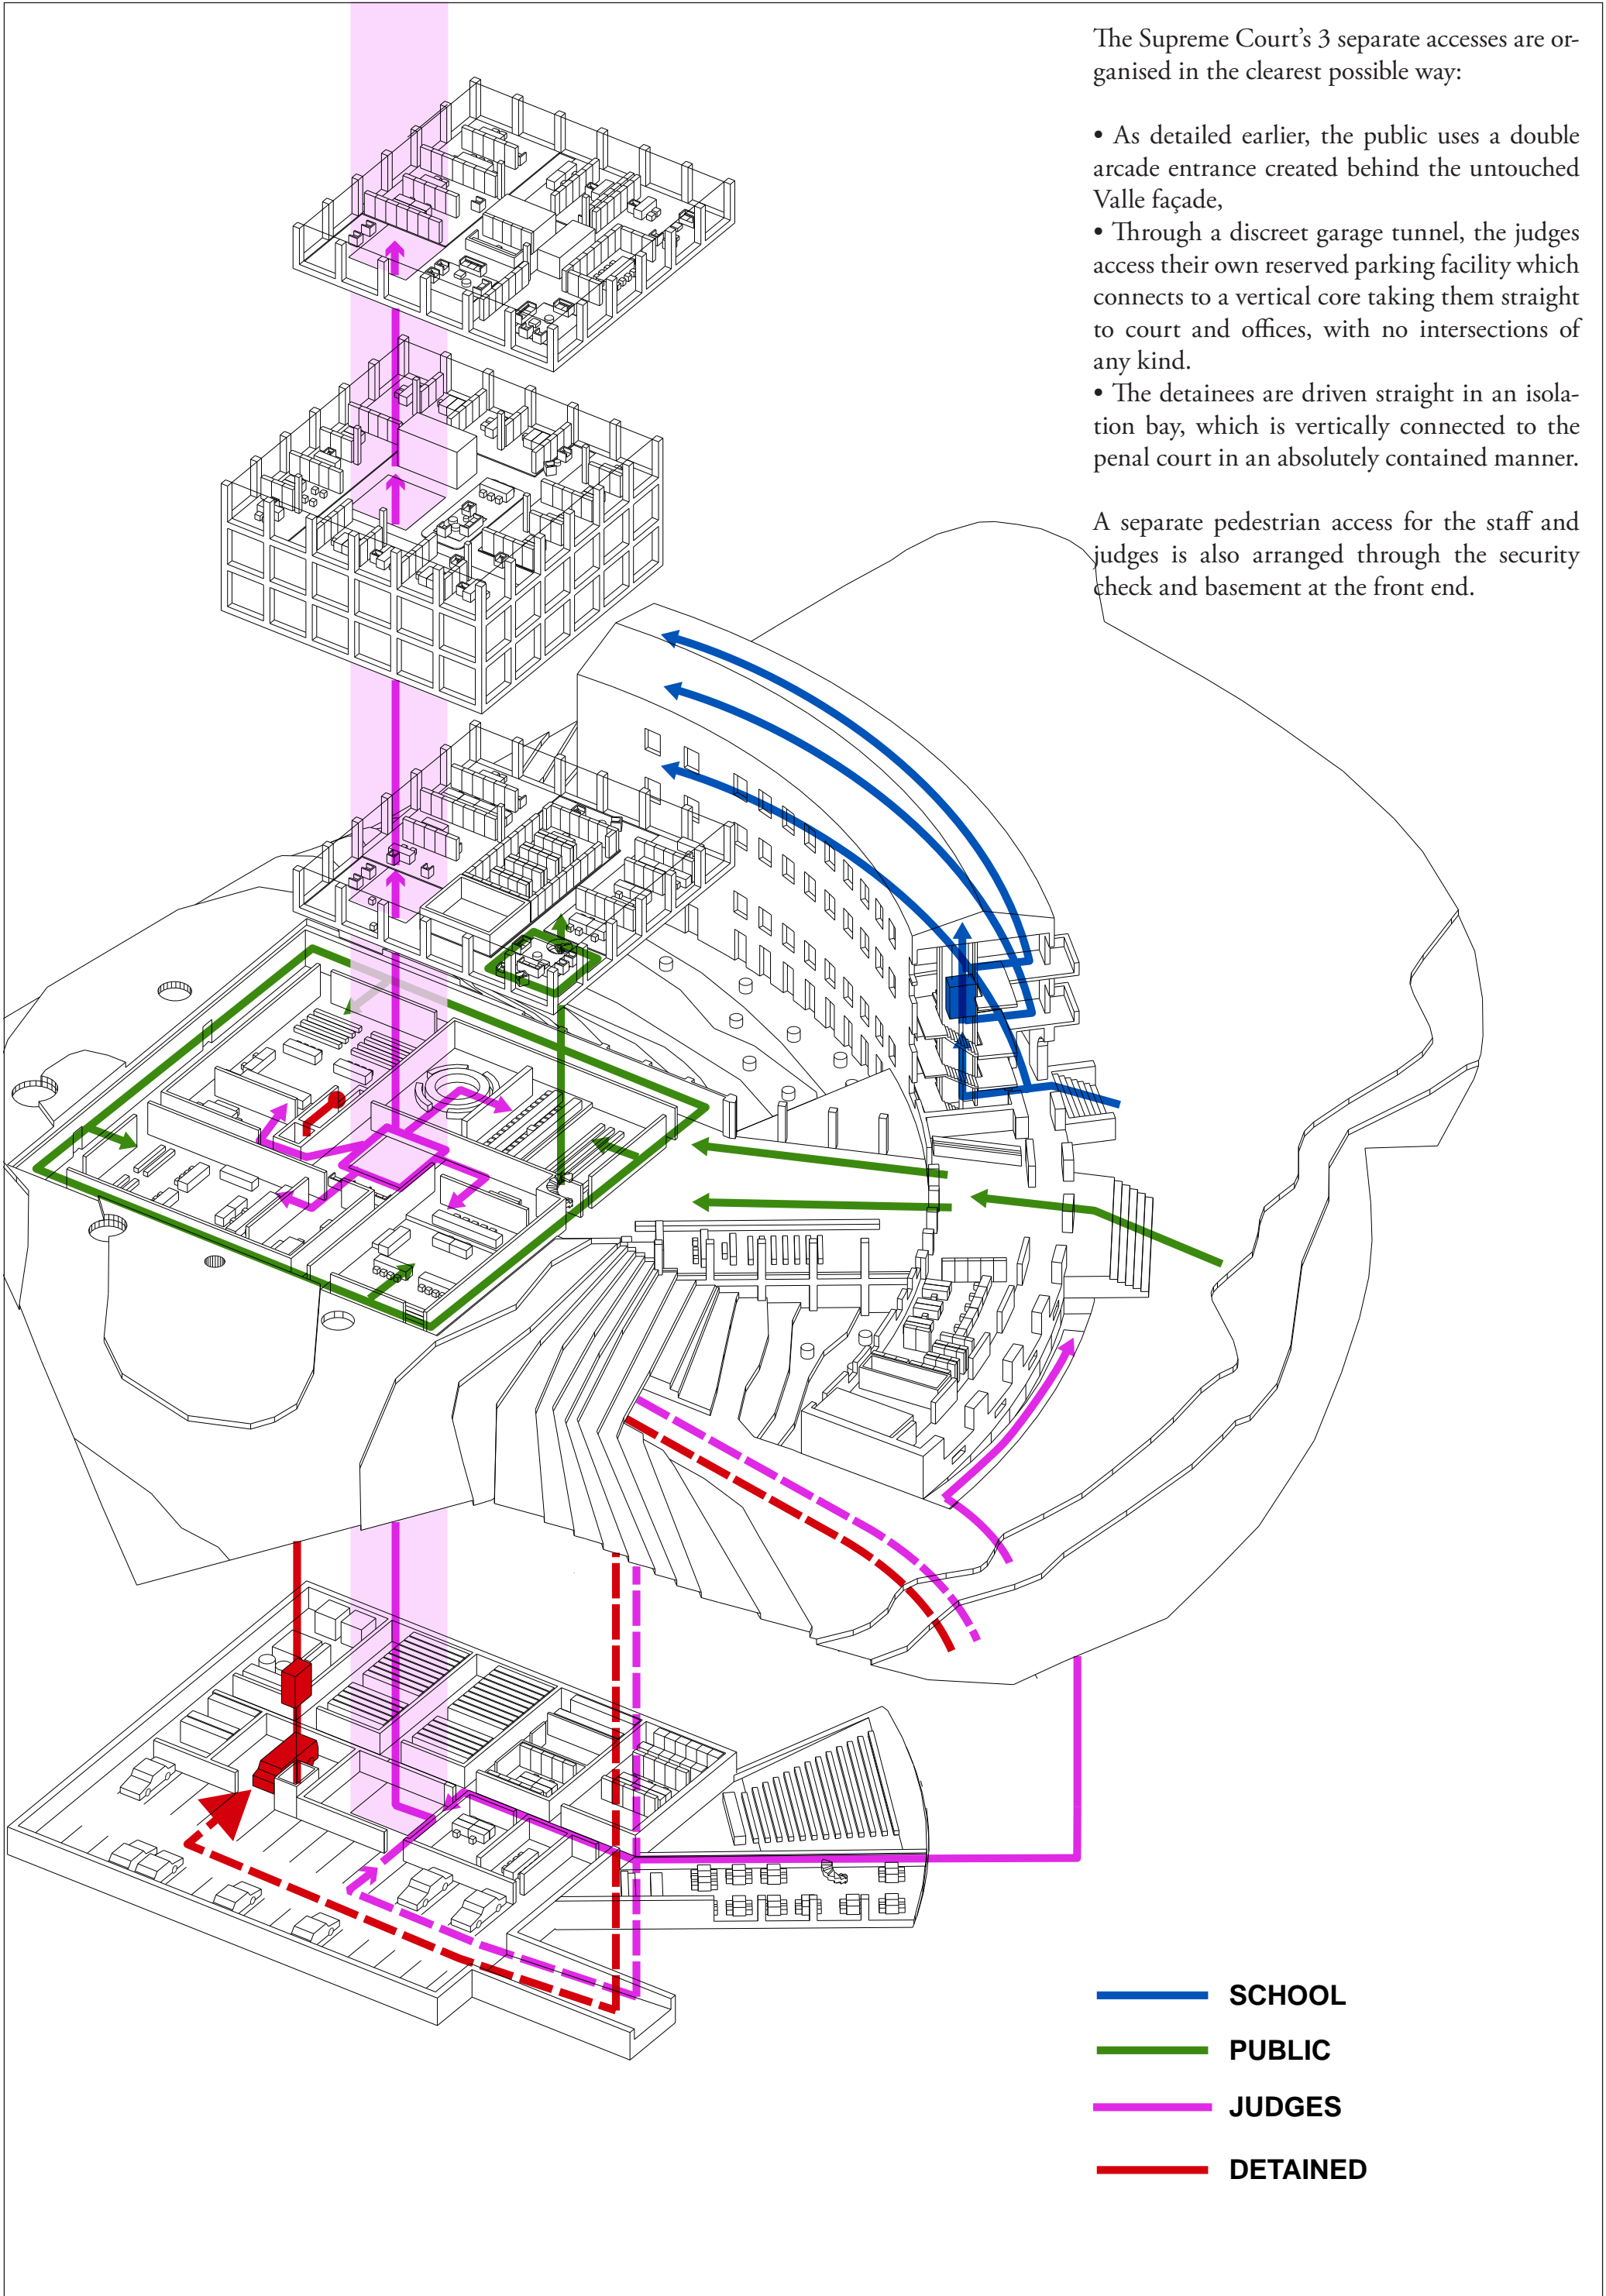 The Supreme Court's 3 separate accesses are or-
ganised in the clearest possible way:
• As detailed earlier, the public uses a double
arcade entrance created behind the untouched
Valle façade,
• Through a discreet garage tunnel, the judges
access their own reserved parking facility which
connects to a vertical core taking them straight
to court and offices, with no intersections of
any kind.
• The detainees are driven straight in an isola-
tion bay, which is vertically connected to the
penal court in an absolutely contained manner.
A separate pedestrian access for the staff and
judges is also arranged through the security
check and basement at the front end.
SCHOOL
PUBLIC
JUDGES
DETAINED